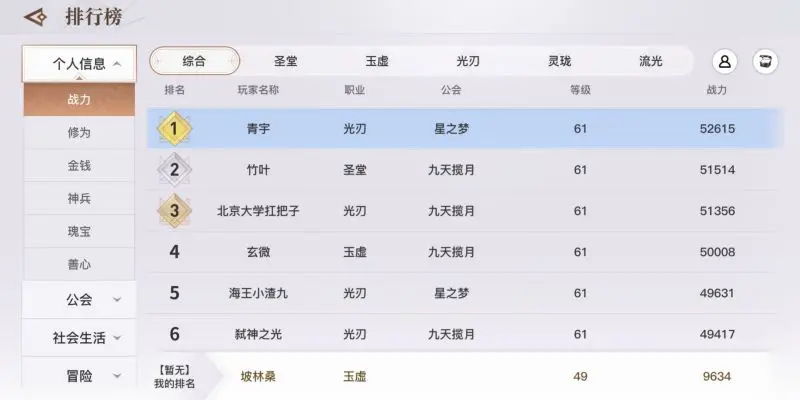 排行榜
个人信息
战力
修为
金钱
神兵
瑰宝
善心
公会
社会生活
冒险
综合 圣堂 玉虚 光刃 灵珑 流光
排名 玩家名称 职业 公会 等级 战力
1 青宇 光刃 星之梦 61 52615
2 竹叶 圣堂 九天揽月 61 51514
3 北京大学扛把子 光刃 九天揽月 61 51356
4 玄微 玉虚 九天揽月 61 50008
5 海王小渣九 光刃 星之梦 61 49631
6 弑神之光 光刃 九天揽月 61 49417
【暂无】
我的排名 坡林桑 玉虚 49 9634